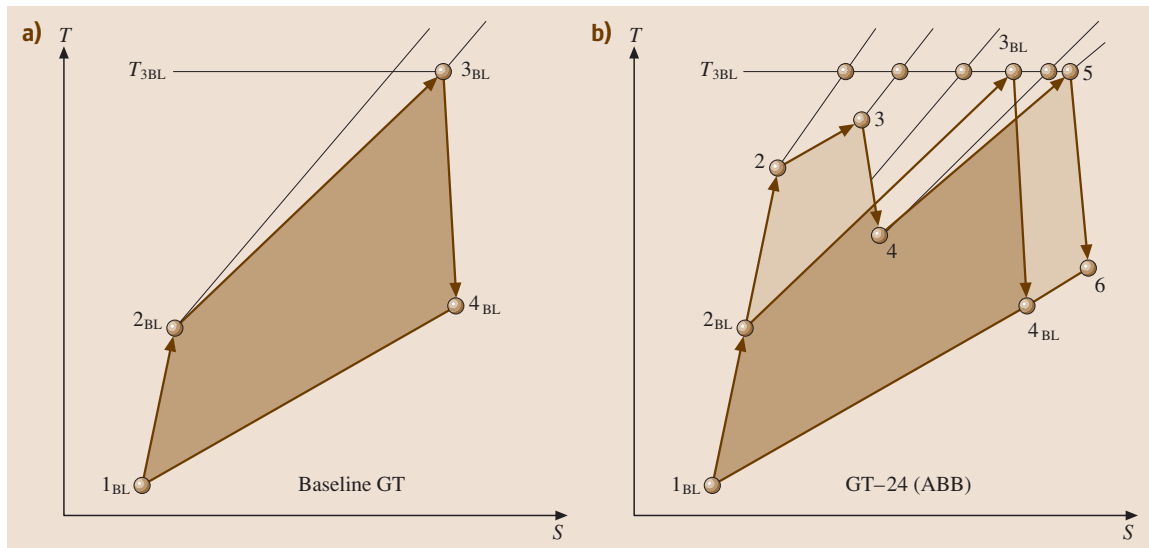 a) T
T3BL
3BL
2BL
4BL
1BL
Baseline GT
S
b) T
T3BL
3BL
5
3
2
4
6
2BL
4BL
1BL
GT–24 (ABB)
S